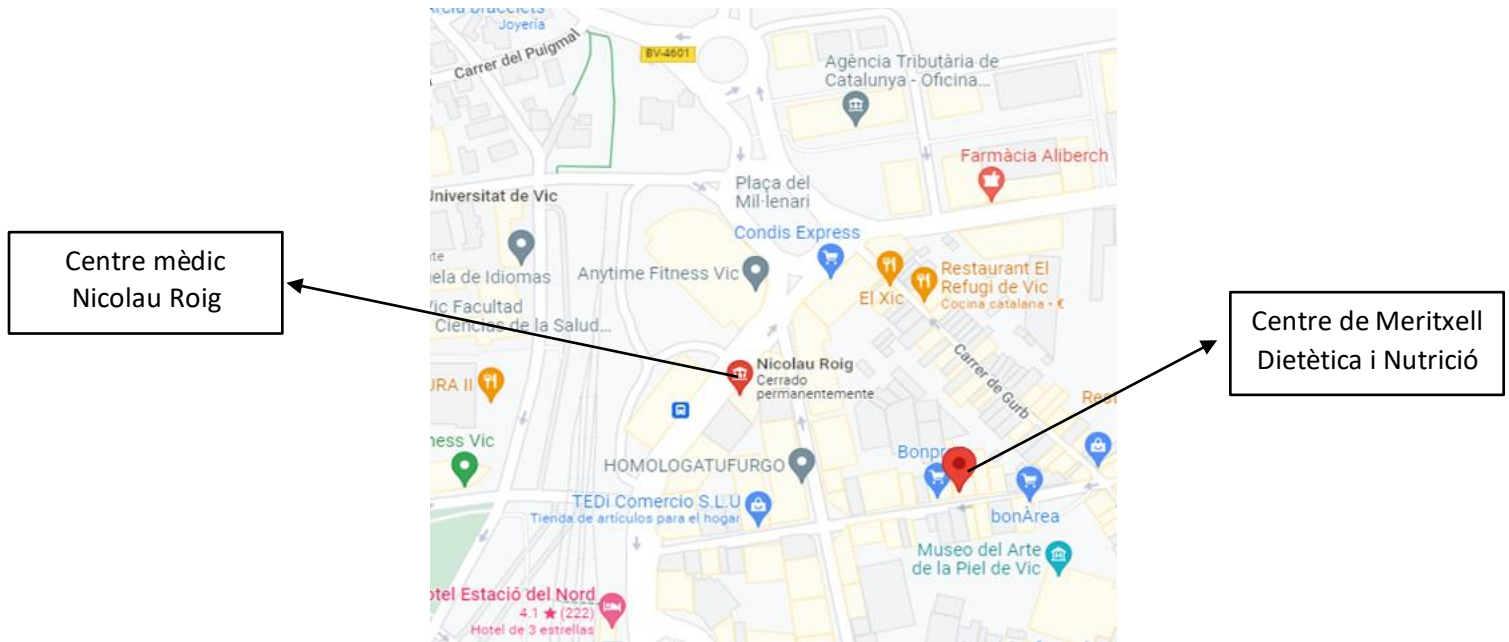 Joyería
Carrer del Puigmal
BV-4601
Agència Tributària de
Catalunya - Oficina...
Farmàcia Aliberch
Plaça del
Mil·lenari
Universitat de Vic
Condis Express
Centre mèdic
Nicolau Roig
Anytime Fitness Vic
El Xic
Restaurant El
Refugi de Vic
Cocina catalana • €
Idiomas
Vic Facultad
Ciencias de la Salud...
Centre de Meritxell
Dietètica i Nutrició
Nicolau Roig
Cerrado
permanentemente
Carrer de Gurb
URA II
Rest
ness Vic
HOMOLOGATUFURGO
Bonpr
TEDi Comercio S.L.U
Tienda de artículos para el hogar
bonÀrea
Museo del Arte
de la Piel de Vic
otel Estació del Nord
4.1 ★ (222)
Hotel de 3 estrellas